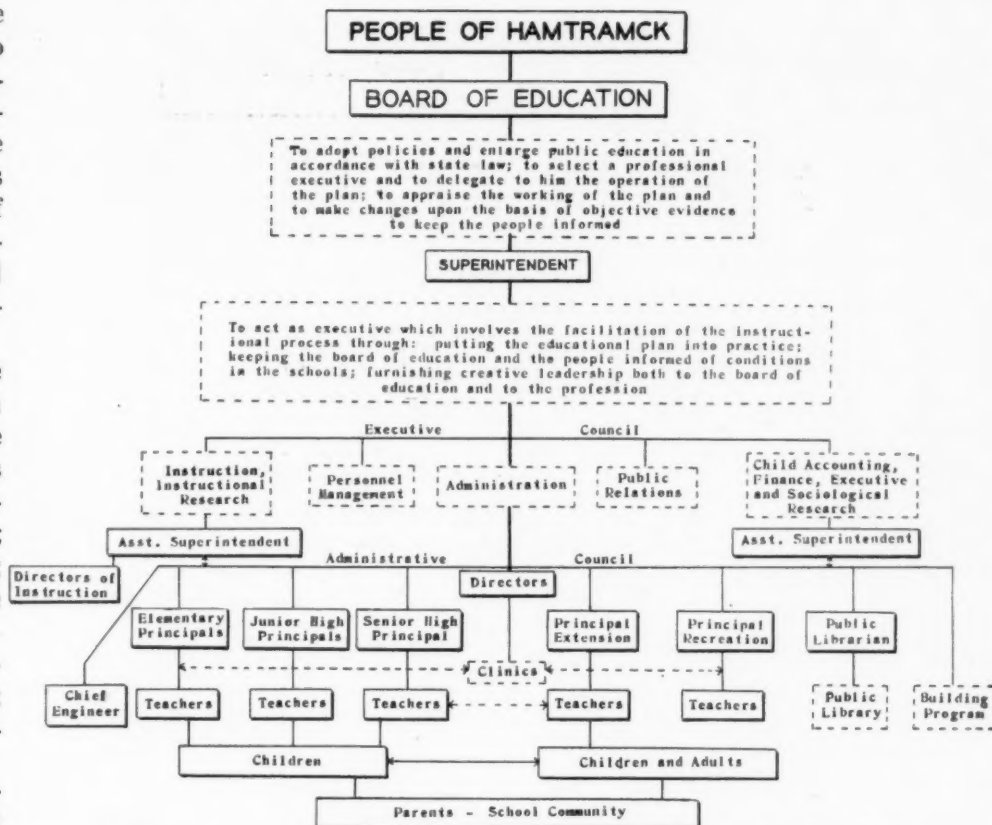 PEOPLE OF HAMTRAMCK
BOARD OF EDUCATION
To adopt policies and enlarge public education in
accordance with state law; to select a professional
executive and to delegate to him the operation of
the plan; to appraise the working of the plan and
to make changes upon the basis of objective evidence
to keep the people informed
SUPERINTENDENT
To act as executive which involves the facilitation of the instruct-
ional process through: putting the educational plan into practice;
keeping the board of education and the people informed of conditions
in the schools; furnishing creative leadership both to the board of
education and to the profession
Executive Council
Instruction,
Instructional
Research
Personnel
Management
Administration
Public
Relations
Child Accounting,
Finance, Executive
and Sociological
Research
Asst. Superintendent
Asst. Superintendent
Administrative Council
Directors of
Instruction
Directors
Elementary
Principals
Junior High
Principals
Senior High
Principal
Principal
Extension
Principal
Recreation
Public
Librarian
Clinics
Chief
Engineer
Teachers
Teachers
Teachers
Teachers
Teachers
Public
Library
Building
Program
Children
Children and Adults
Parents - School Community